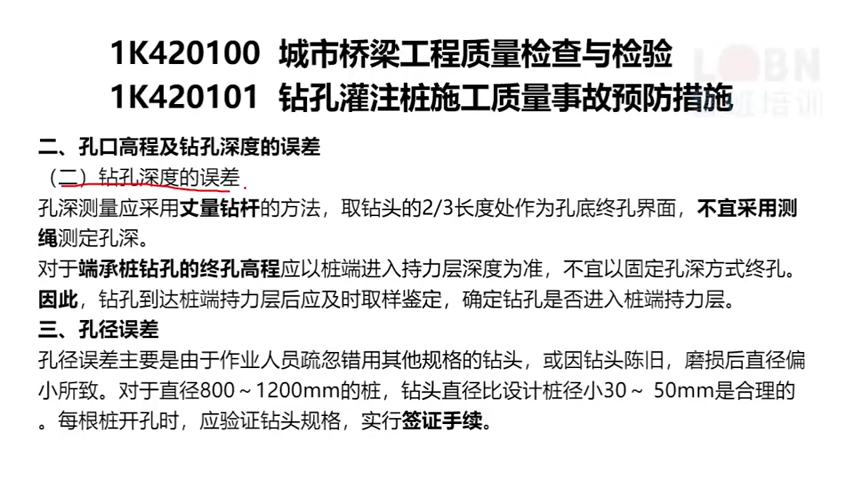 1K420100 城市桥梁工程质量检查与检验
1K420101 钻孔灌注桩施工质量事故预防措施
二、孔口高程及钻孔深度的误差
（二）钻孔深度的误差
孔深测量应采用丈量钻杆的方法，取钻头的2/3长度处作为孔底终孔界面，不宜采用测
绳测定孔深。
对于端承桩钻孔的终孔高程应以桩端进入持力层深度为准，不宜以固定孔深方式终孔。
因此，钻孔到达桩端持力层后应及时取样鉴定，确定钻孔是否进入桩端持力层。
三、孔径误差
孔径误差主要是由于作业人员疏忽错用其他规格的钻头，或因钻头陈旧，磨损后直径偏
小所致。对于直径800～1200mm的桩，钻头直径比设计桩径小30～ 50mm是合理的
。每根桩开孔时，应验证钻头规格，实行签证手续。
班培训